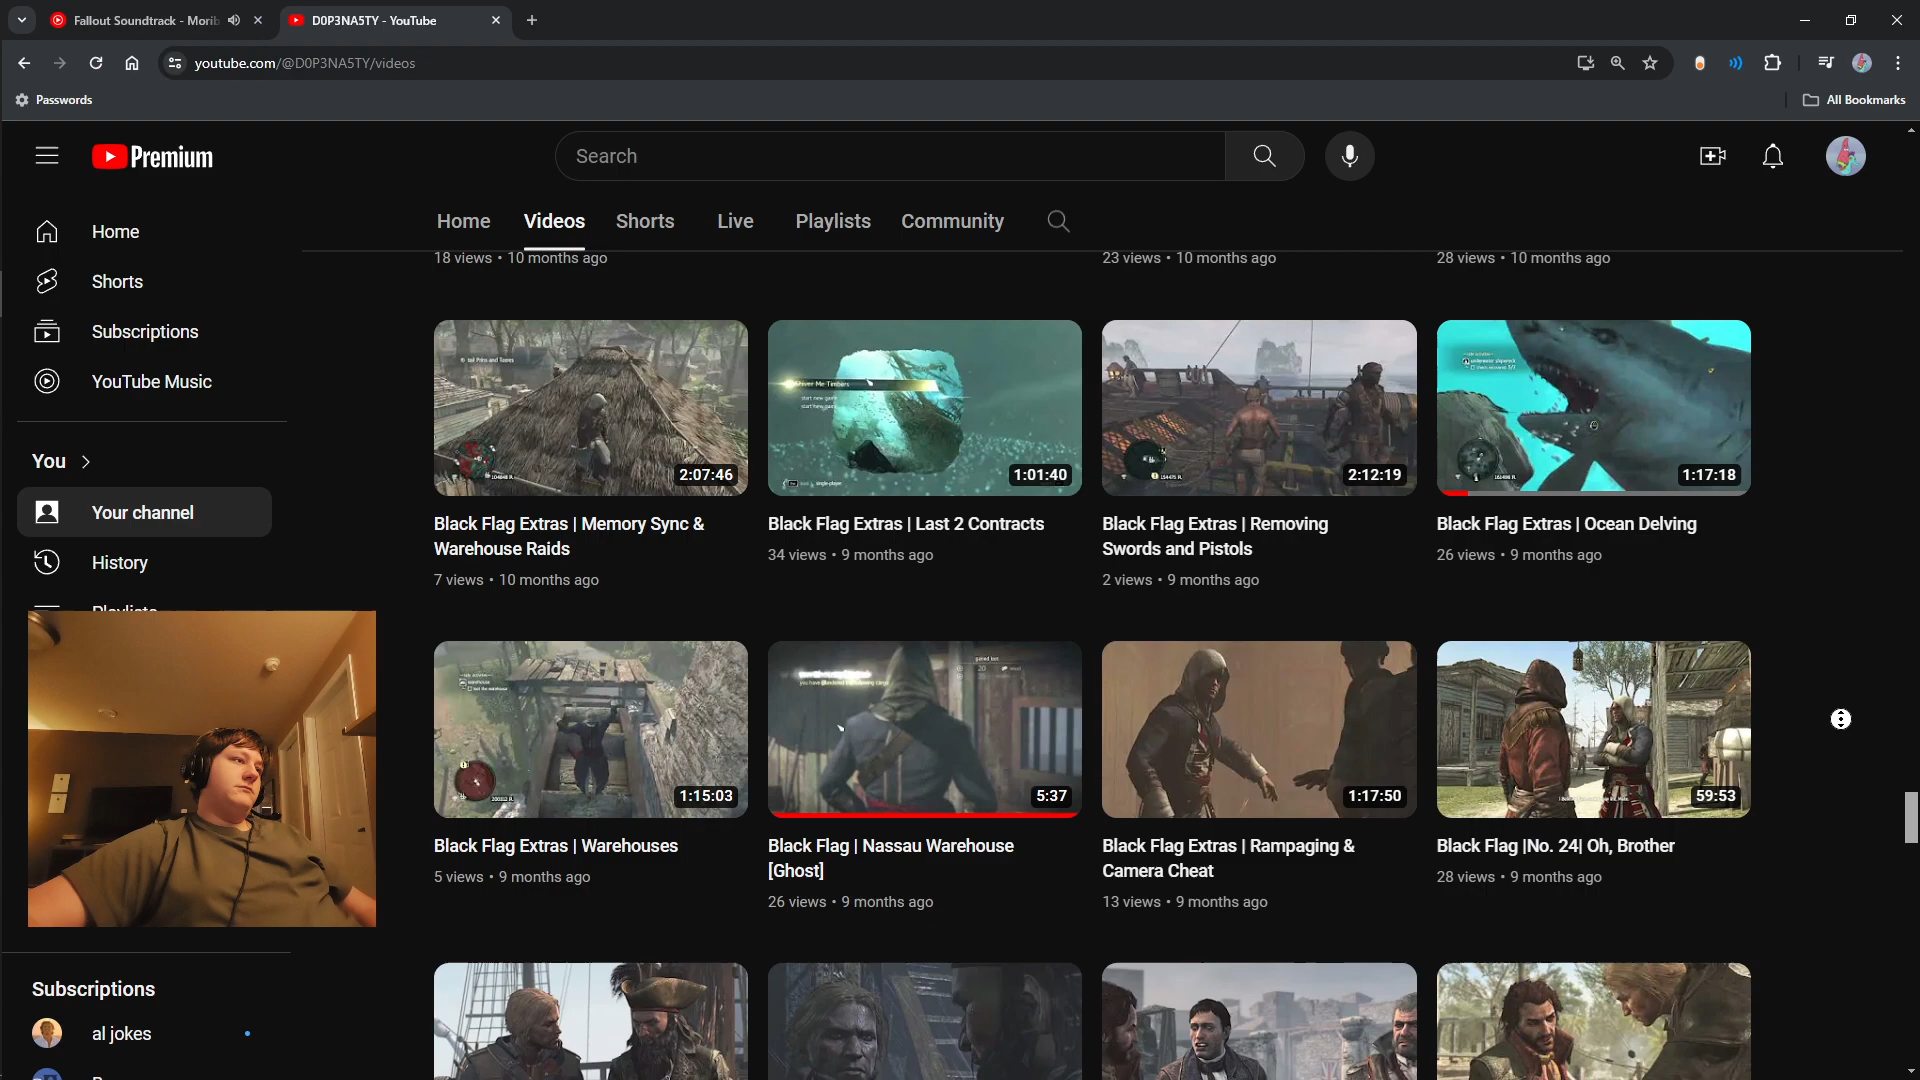 Fallout Soundtrack - Morib
D0P3NA5TY - YouTube
youtube.com/@D0P3NA5TY/videos
Passwords
All Bookmarks
Premium
Search
Home
Videos
Shorts
Live
Playlists
Community
18 views • 10 months ago
23 views • 10 months ago
28 views • 10 months ago
Home
Shorts
Subscriptions
YouTube Music
You
Your channel
History
Playlists
Subscriptions
al jokes
2:07:46
1:01:40
2:12:19
1:17:18
Black Flag Extras | Memory Sync &
Warehouse Raids
7 views • 10 months ago
Black Flag Extras | Last 2 Contracts
34 views • 9 months ago
Black Flag Extras | Removing
Swords and Pistols
2 views • 9 months ago
Black Flag Extras | Ocean Delving
26 views • 9 months ago
1:15:03
5:37
1:17:50
59:53
Black Flag Extras | Warehouses
5 views • 9 months ago
Black Flag | Nassau Warehouse
[Ghost]
26 views • 9 months ago
Black Flag Extras | Rampaging &
Camera Cheat
13 views • 9 months ago
Black Flag |No. 24| Oh, Brother
28 views • 9 months ago